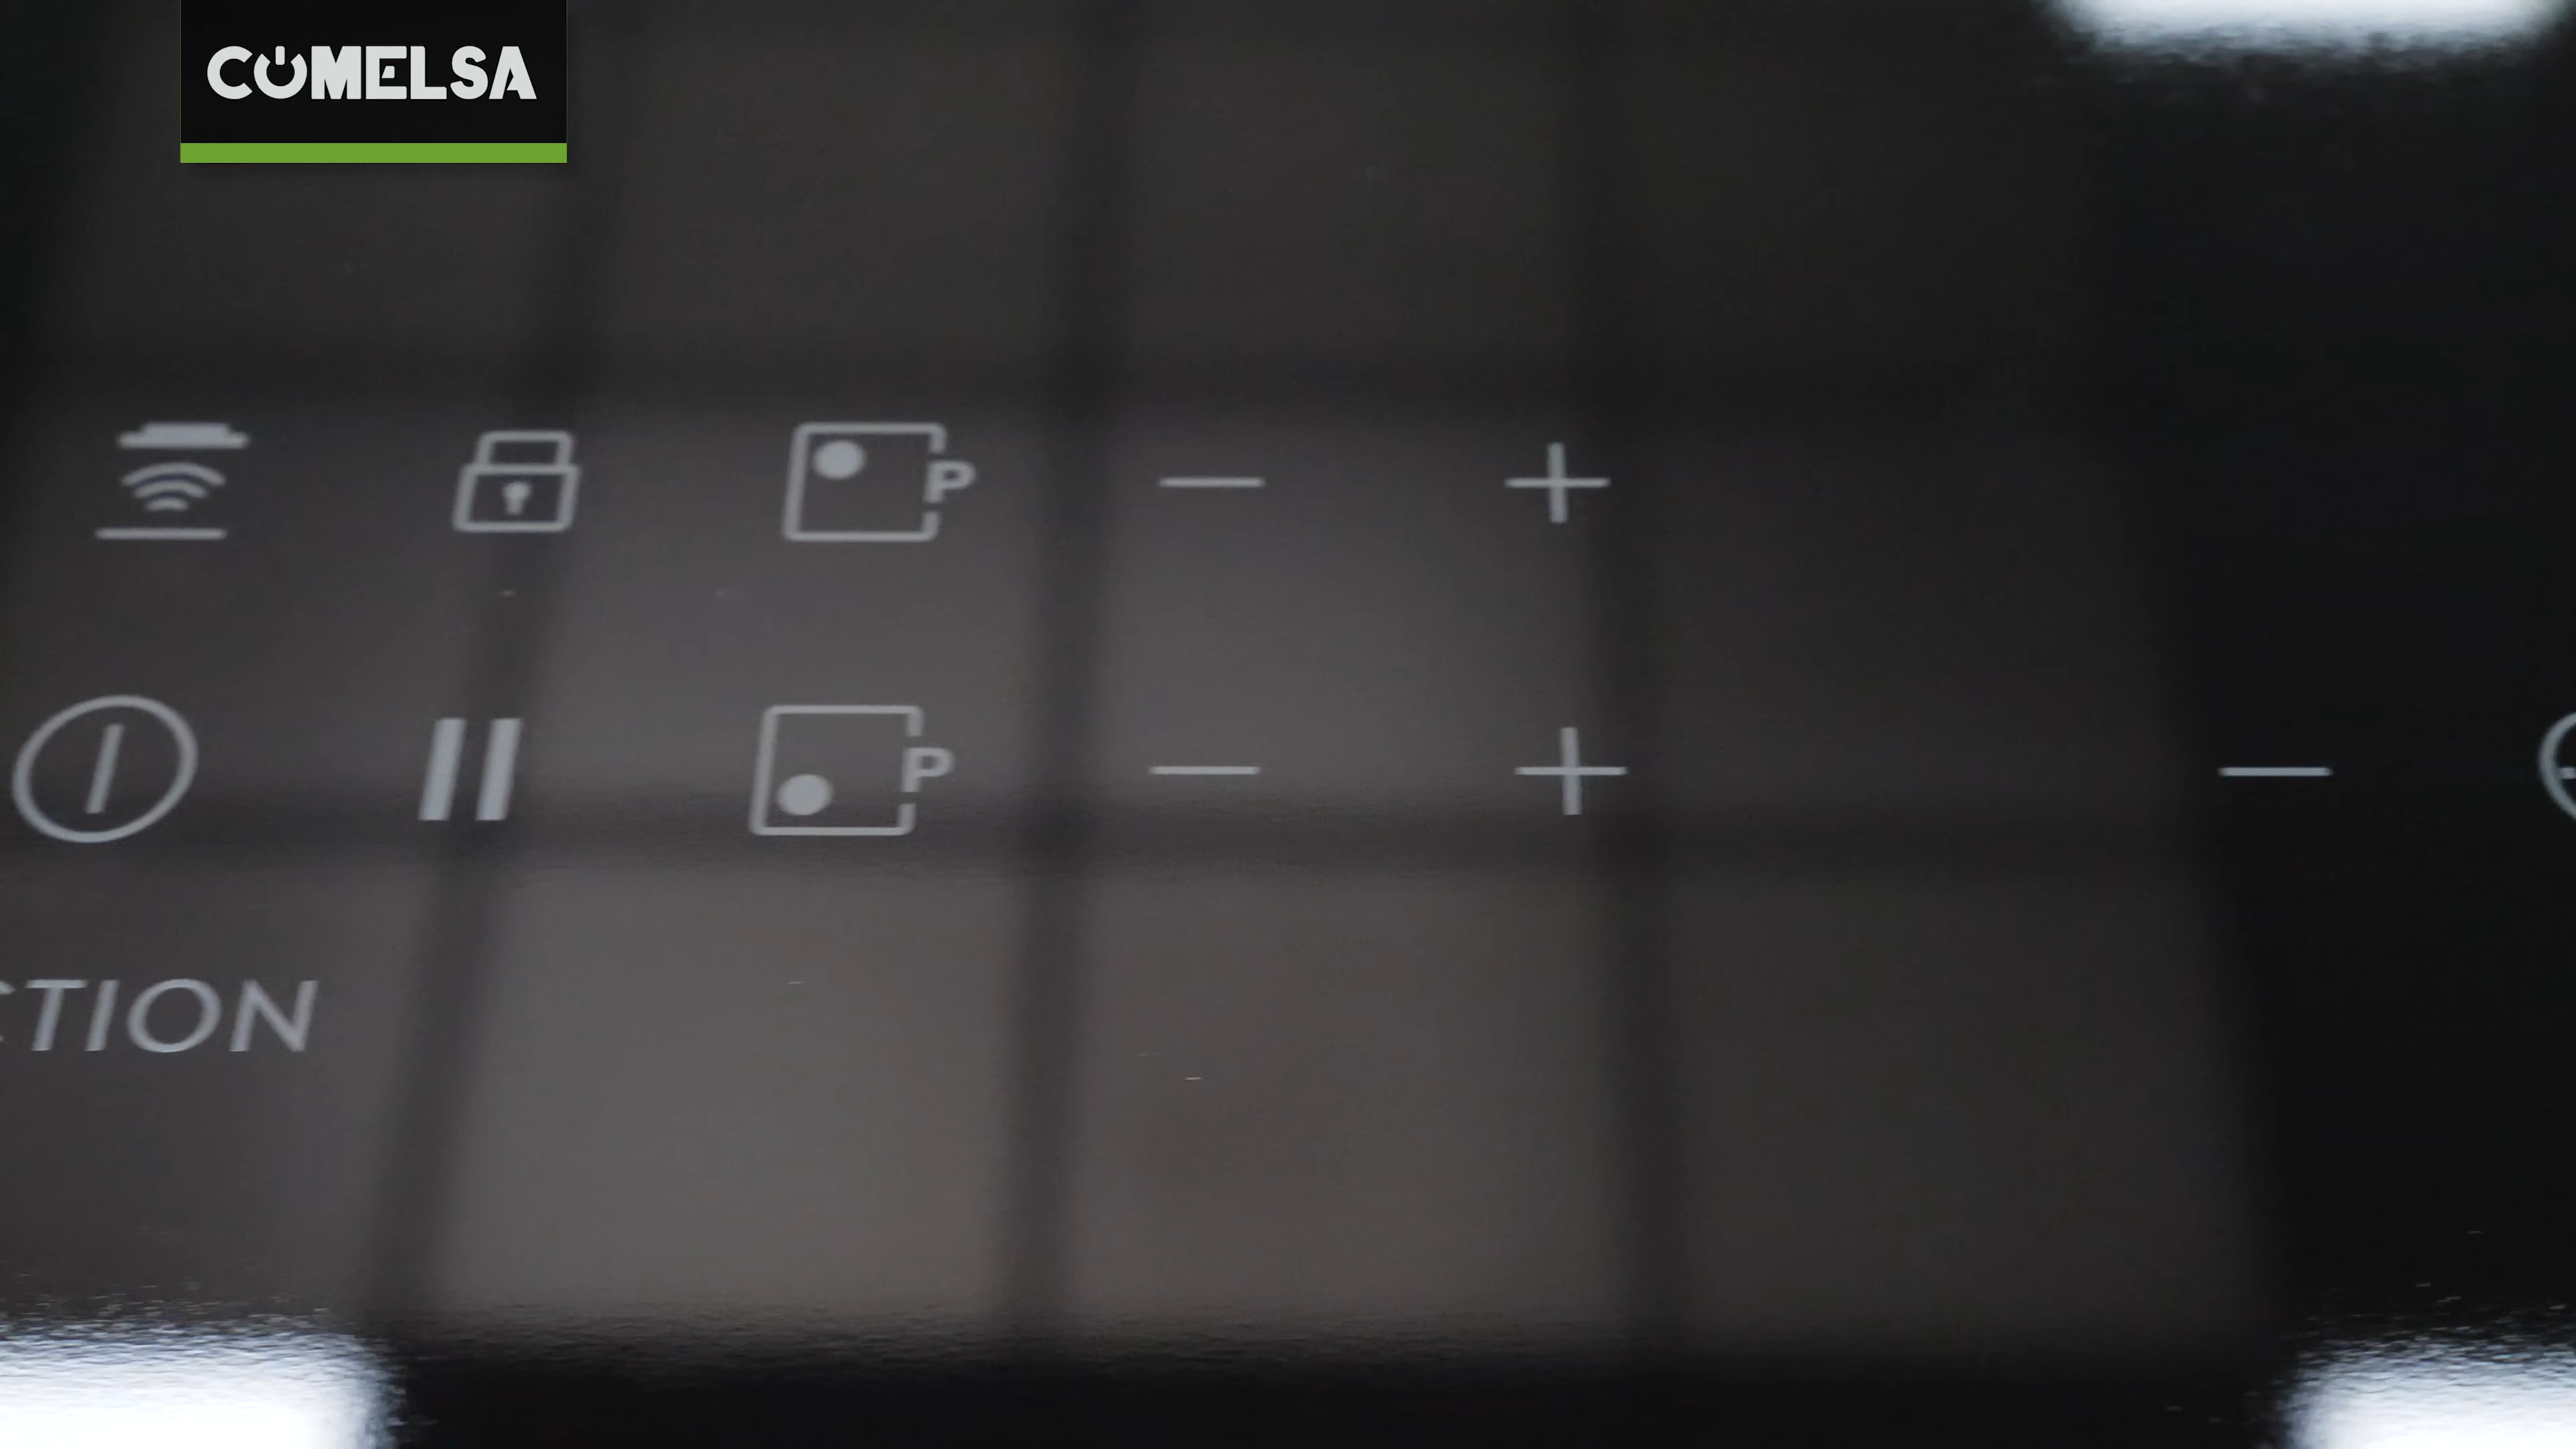 COMELSA
P
− +
P
− + −
CTION